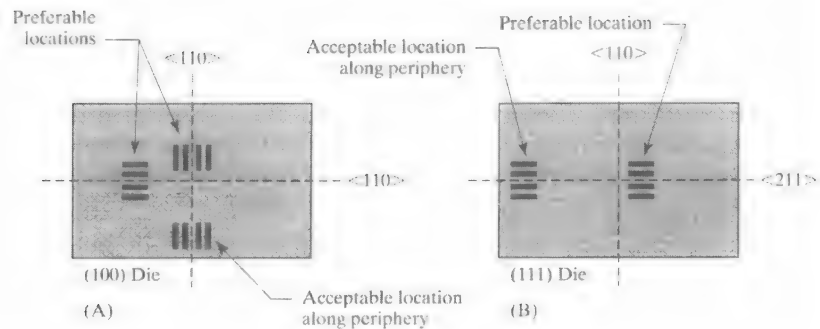 Preferable
locations
<110>
<110>
(100) Die
(A)
Acceptable location
along periphery
Preferable location
Acceptable location
along periphery
<110>
<211>
(111) Die
(B)